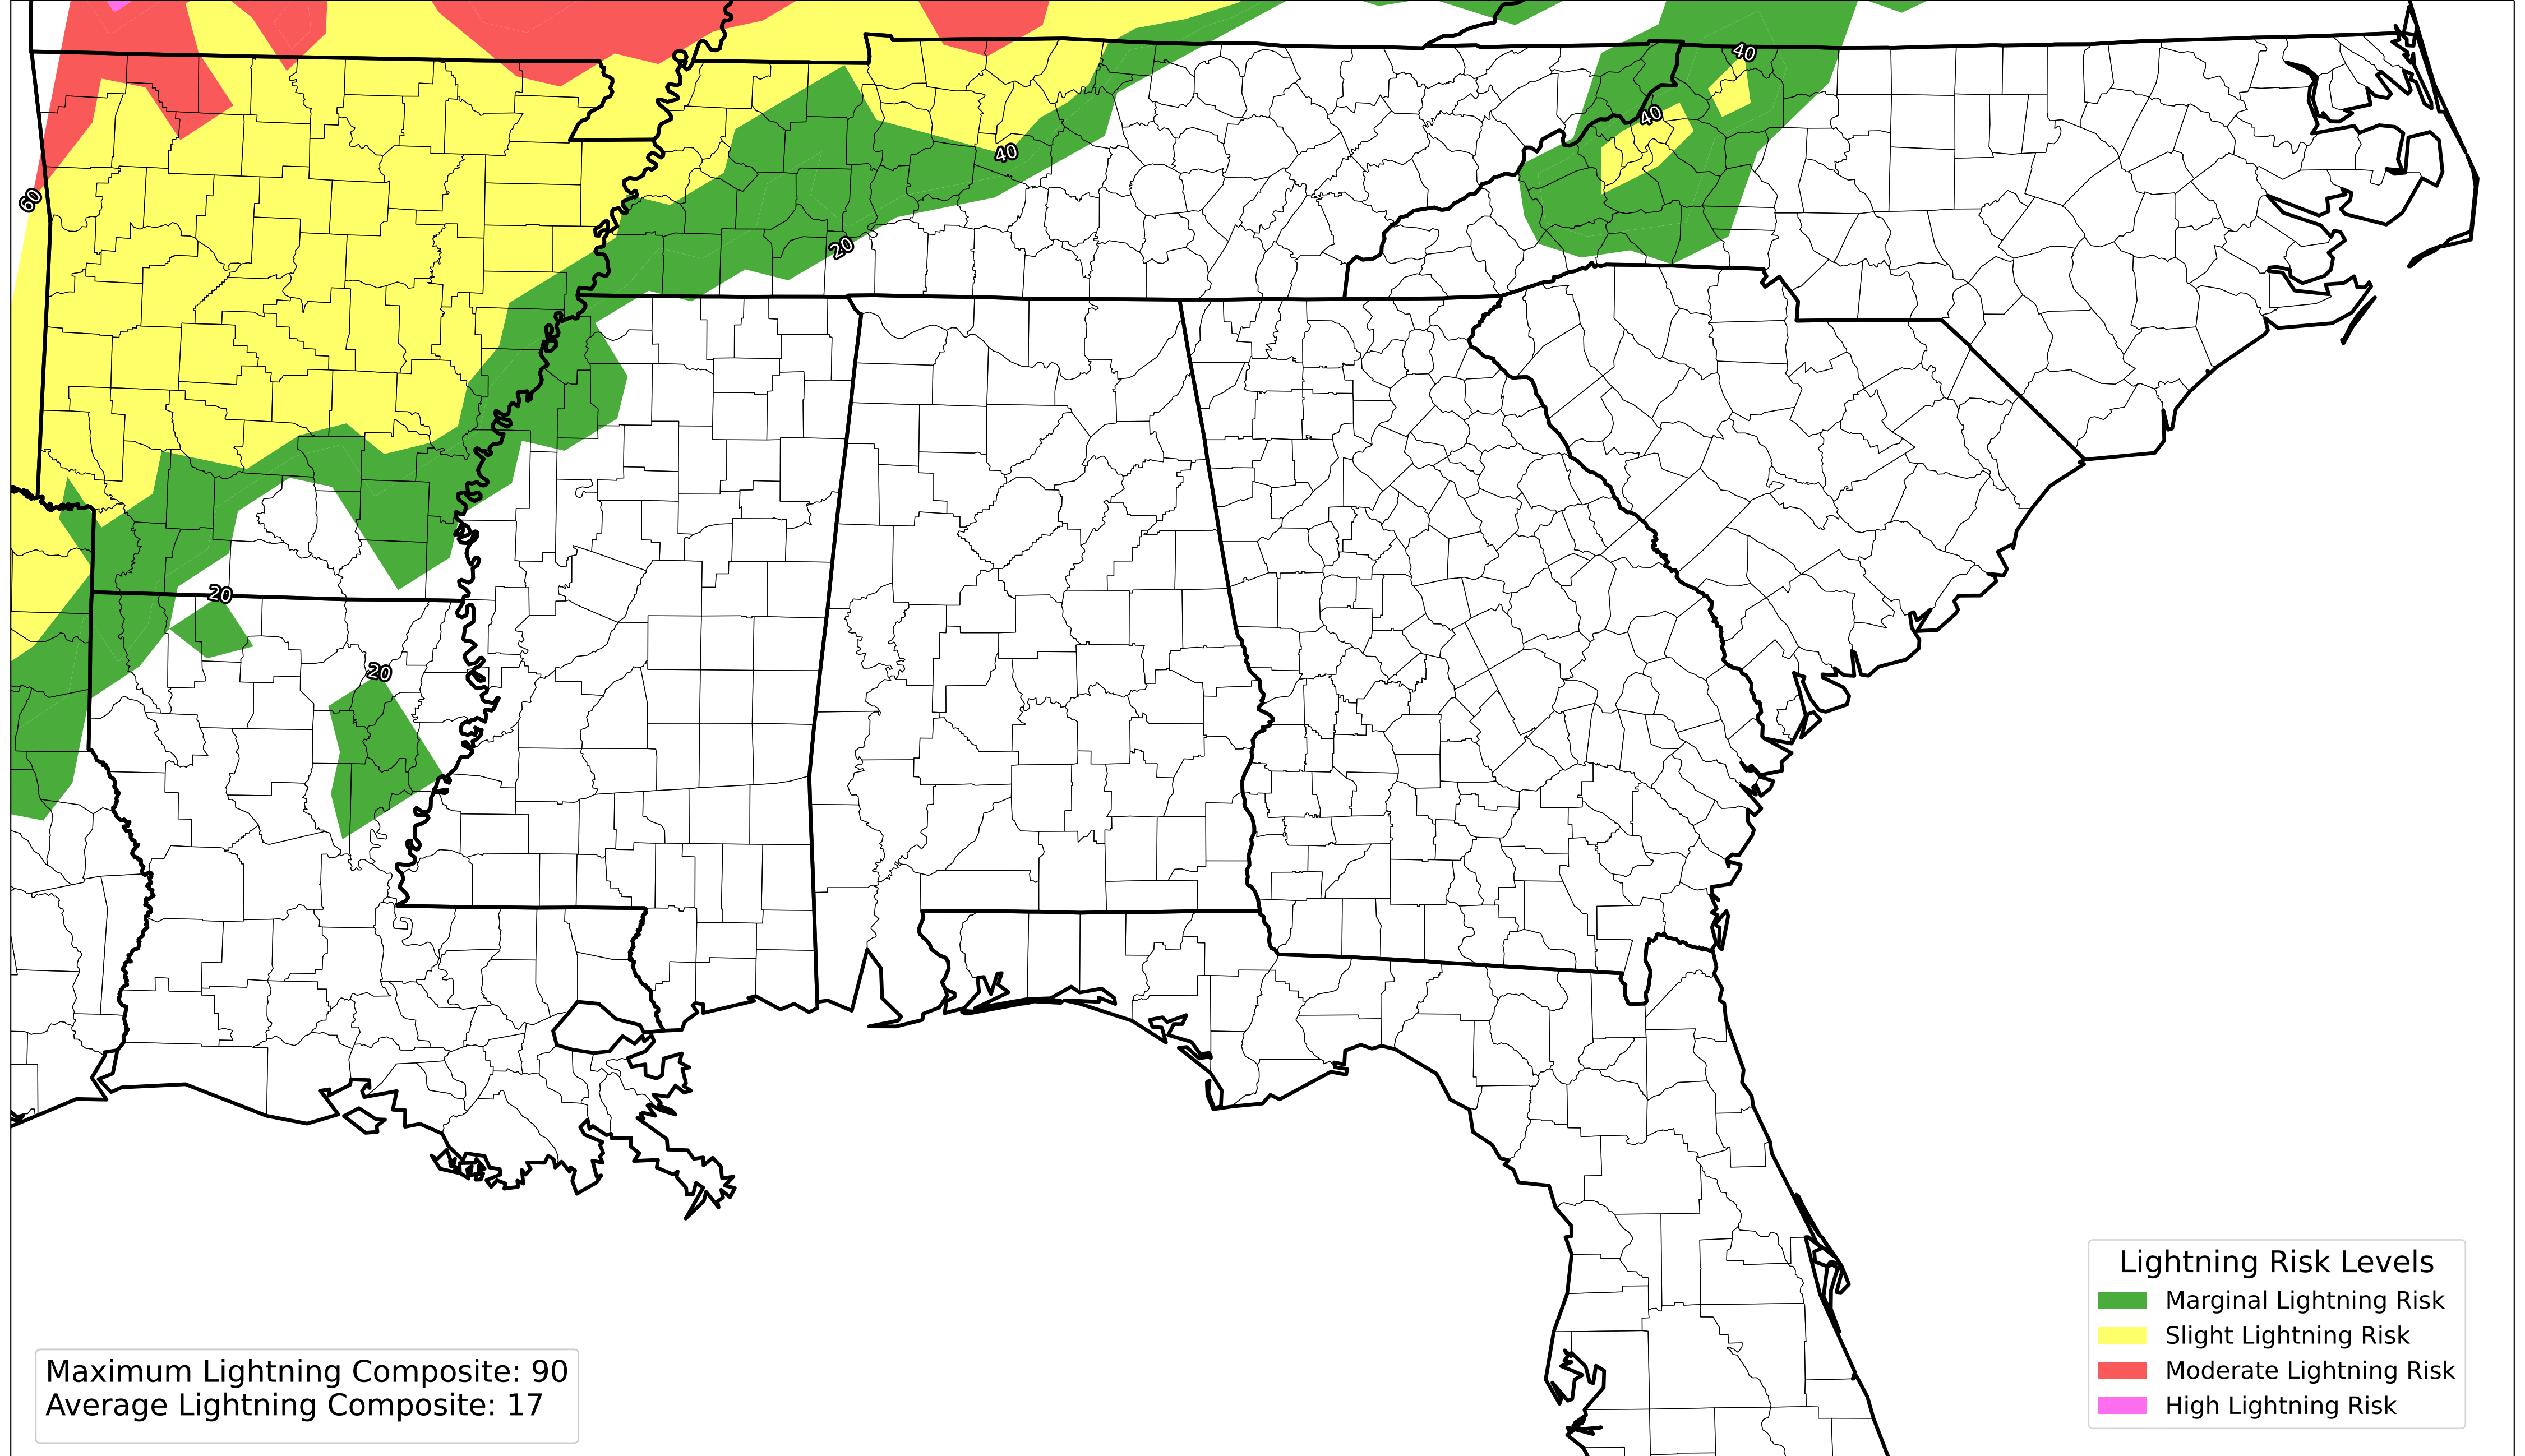 40
40
40
60
20
20
20
Lightning Risk Levels
Marginal Lightning Risk
Slight Lightning Risk
Moderate Lightning Risk
High Lightning Risk
Maximum Lightning Composite: 90
Average Lightning Composite: 17